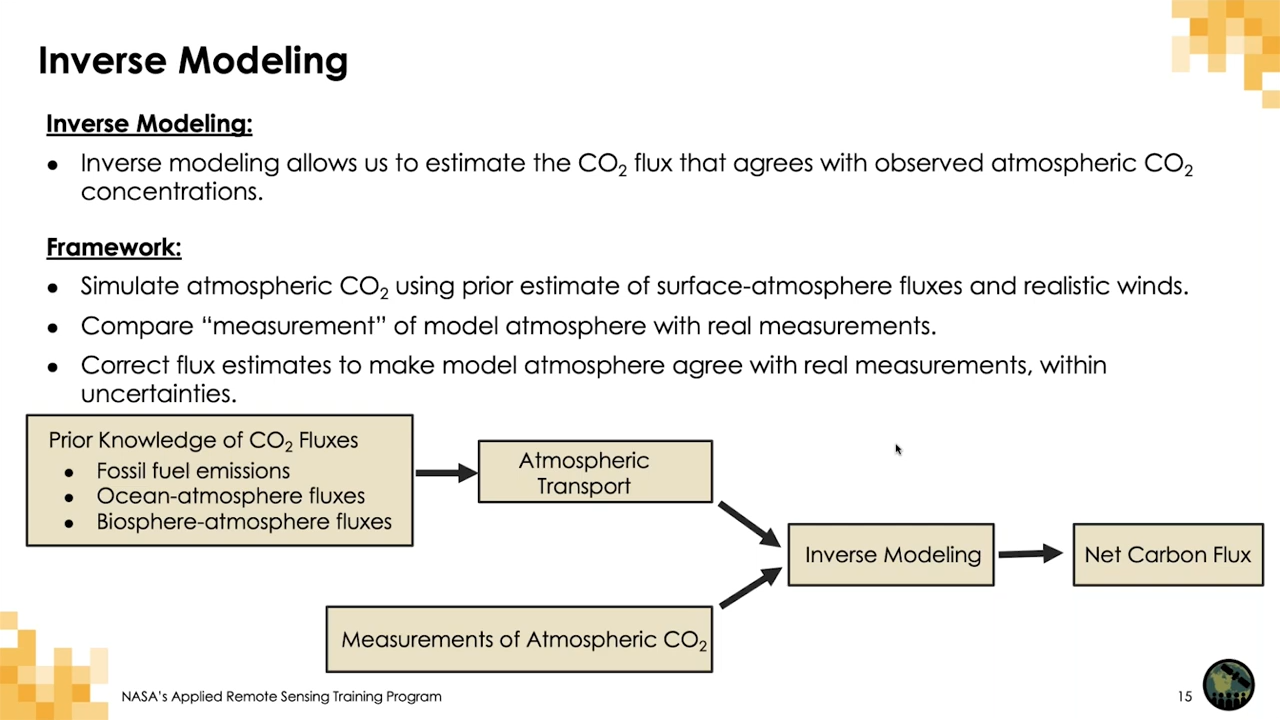 Inverse Modeling
Inverse Modeling:
● Inverse modeling allows us to estimate the CO₂ flux that agrees with observed atmospheric CO₂
concentrations.
Framework:
● Simulate atmospheric CO₂ using prior estimate of surface-atmosphere fluxes and realistic winds.
● Compare “measurement” of model atmosphere with real measurements.
● Correct flux estimates to make model atmosphere agree with real measurements, within
uncertainties.
Prior Knowledge of CO₂ Fluxes
● Fossil fuel emissions
● Ocean-atmosphere fluxes
● Biosphere-atmosphere fluxes
Atmospheric
Transport
Inverse Modeling
Net Carbon Flux
Measurements of Atmospheric CO₂
NASA’s Applied Remote Sensing Training Program
15